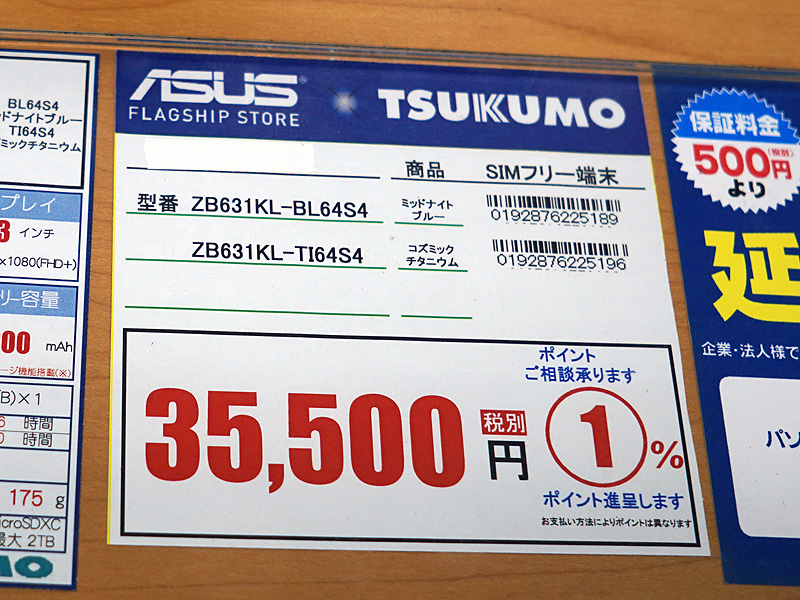 BL64S4
ドナイトブルー
TI64S4
ミックチタニウム
プレイ
3 インチ
×1080(FHD+)
リー容量
00 mAh
ージ機能搭載(※)
B)×1
時間
時間
175 g
icroSDXC
最大 2TB
MO
ASUS × TSUKUMO
FLAGSHIP STORE
商品 SIMフリー端末
型番 ZB631KL-BL64S4 ミッドナイト
ブルー 0192876225189
ZB631KL-TI64S4 コズミック
チタニウム 0192876225196
ポイント
ご相談承ります
35,500 税別 円 1%
ポイント進呈します
お支払い方法によりポイントは異なります
保証料金
500円(税別)
より
延
企業・法人様で
パソ